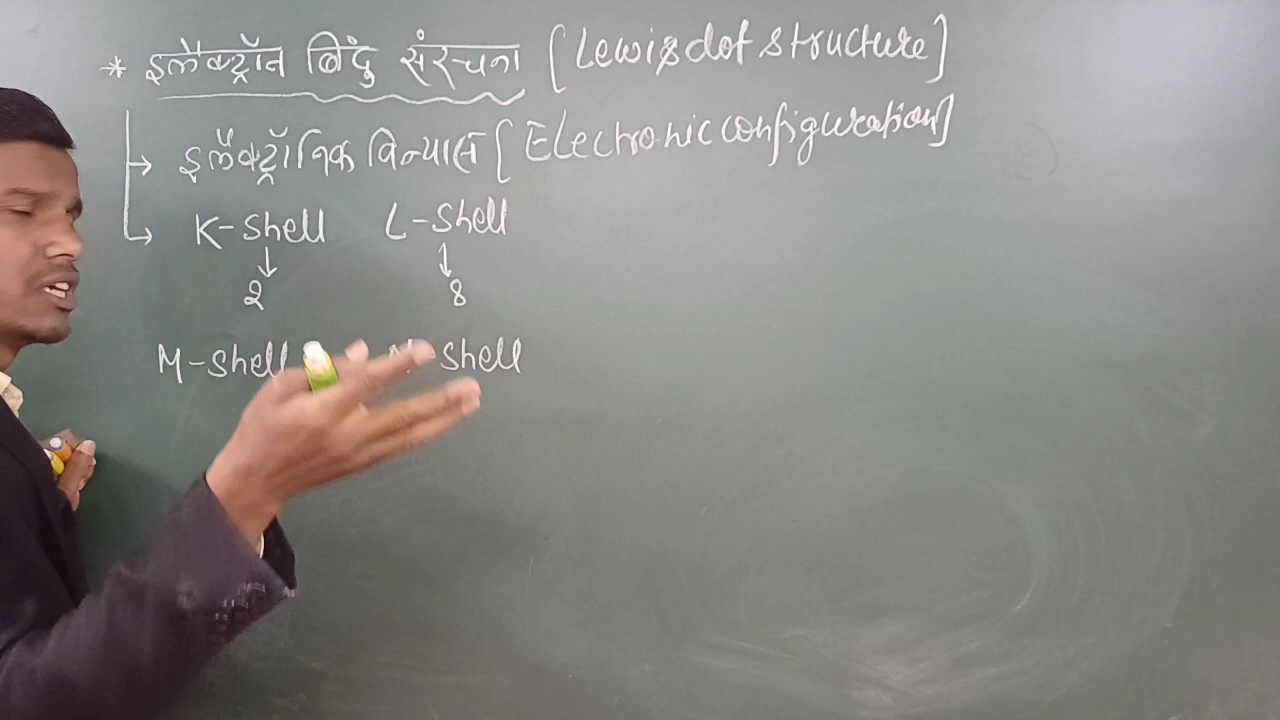 * इलैक्ट्रॉन बिंदु संरचना [Lewis dot structure]
→ इलैक्ट्रॉनिक विन्यास [Electronic configuration]
→ K-Shell L-Shell
↓ ↓
2 8
M-Shell N-Shell